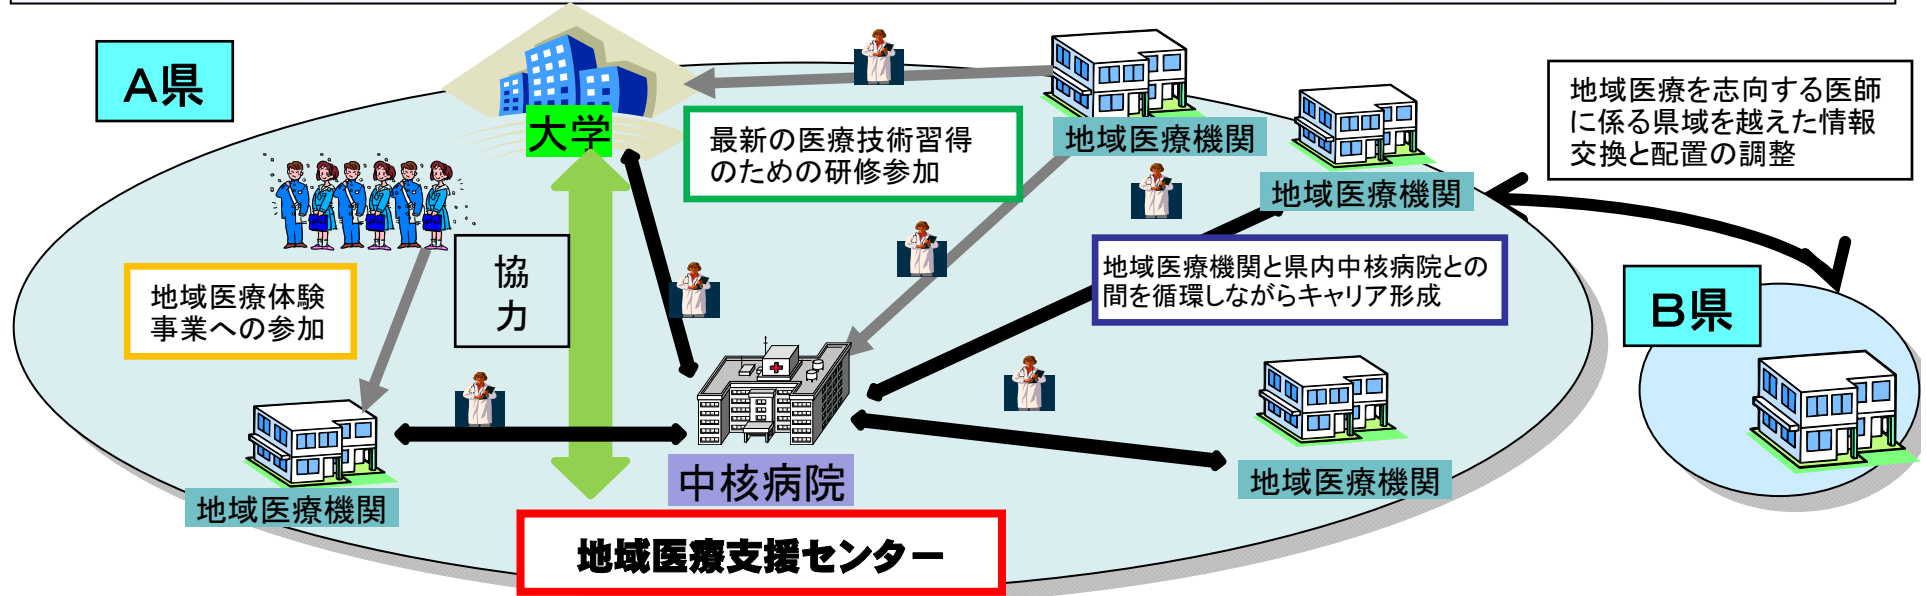 A県
大学
最新の医療技術習得
のための研修参加
地域医療機関
地域医療機関
地域医療を志向する医師
に係る県域を越えた情報
交換と配置の調整
協
力
地域医療体験
事業への参加
地域医療機関と県内中核病院との
間を循環しながらキャリア形成
B県
地域医療機関
中核病院
地域医療機関
地域医療支援センター